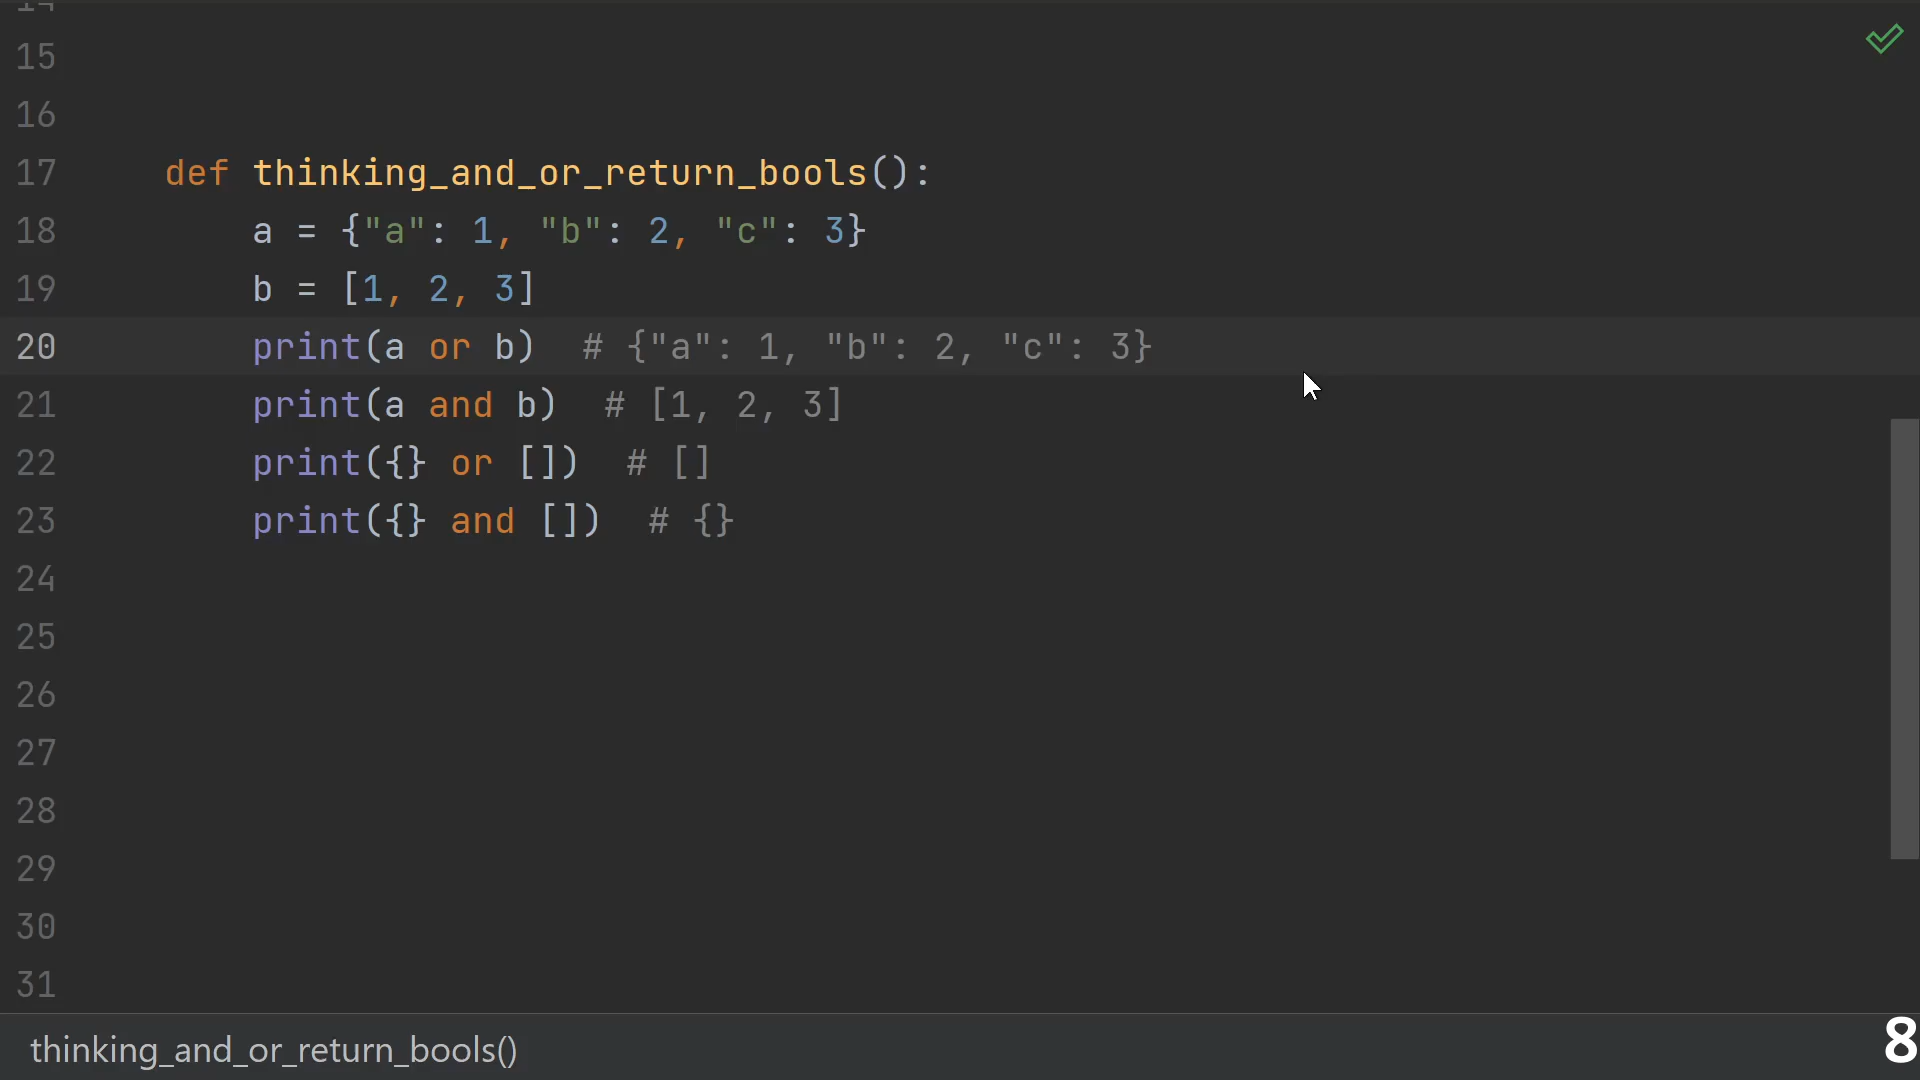 15
16
17 def thinking_and_or_return_bools():
18 a = {"a": 1, "b": 2, "c": 3}
19 b = [1, 2, 3]
20 print(a or b)  # {"a": 1, "b": 2, "c": 3}
21 print(a and b)  # [1, 2, 3]
22 print({} or [])  # []
23 print({} and [])  # {}
24
25
26
27
28
29
30
31
thinking_and_or_return_bools()
8